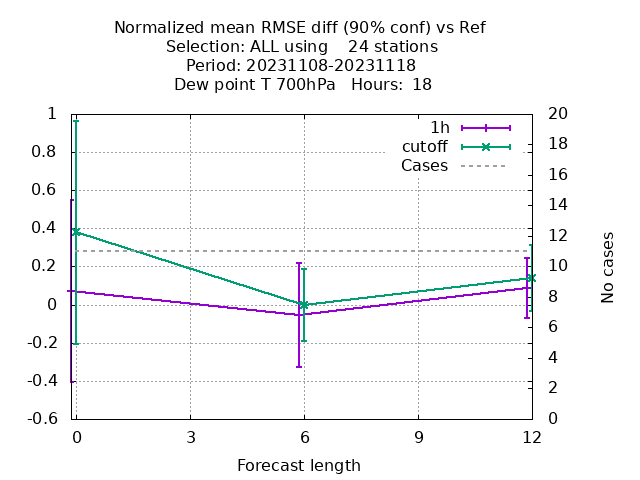 Normalized mean RMSE diff (90% conf) vs Ref
Selection: ALL using    24 stations
Period: 20231108-20231118
Dew point T 700hPa   Hours:  18
1h
cutoff
Cases
1
0.8
0.6
0.4
0.2
0
-0.2
-0.4
-0.6
20
18
16
14
12
10
8
6
4
2
0
No cases
0
3
6
9
12
Forecast length